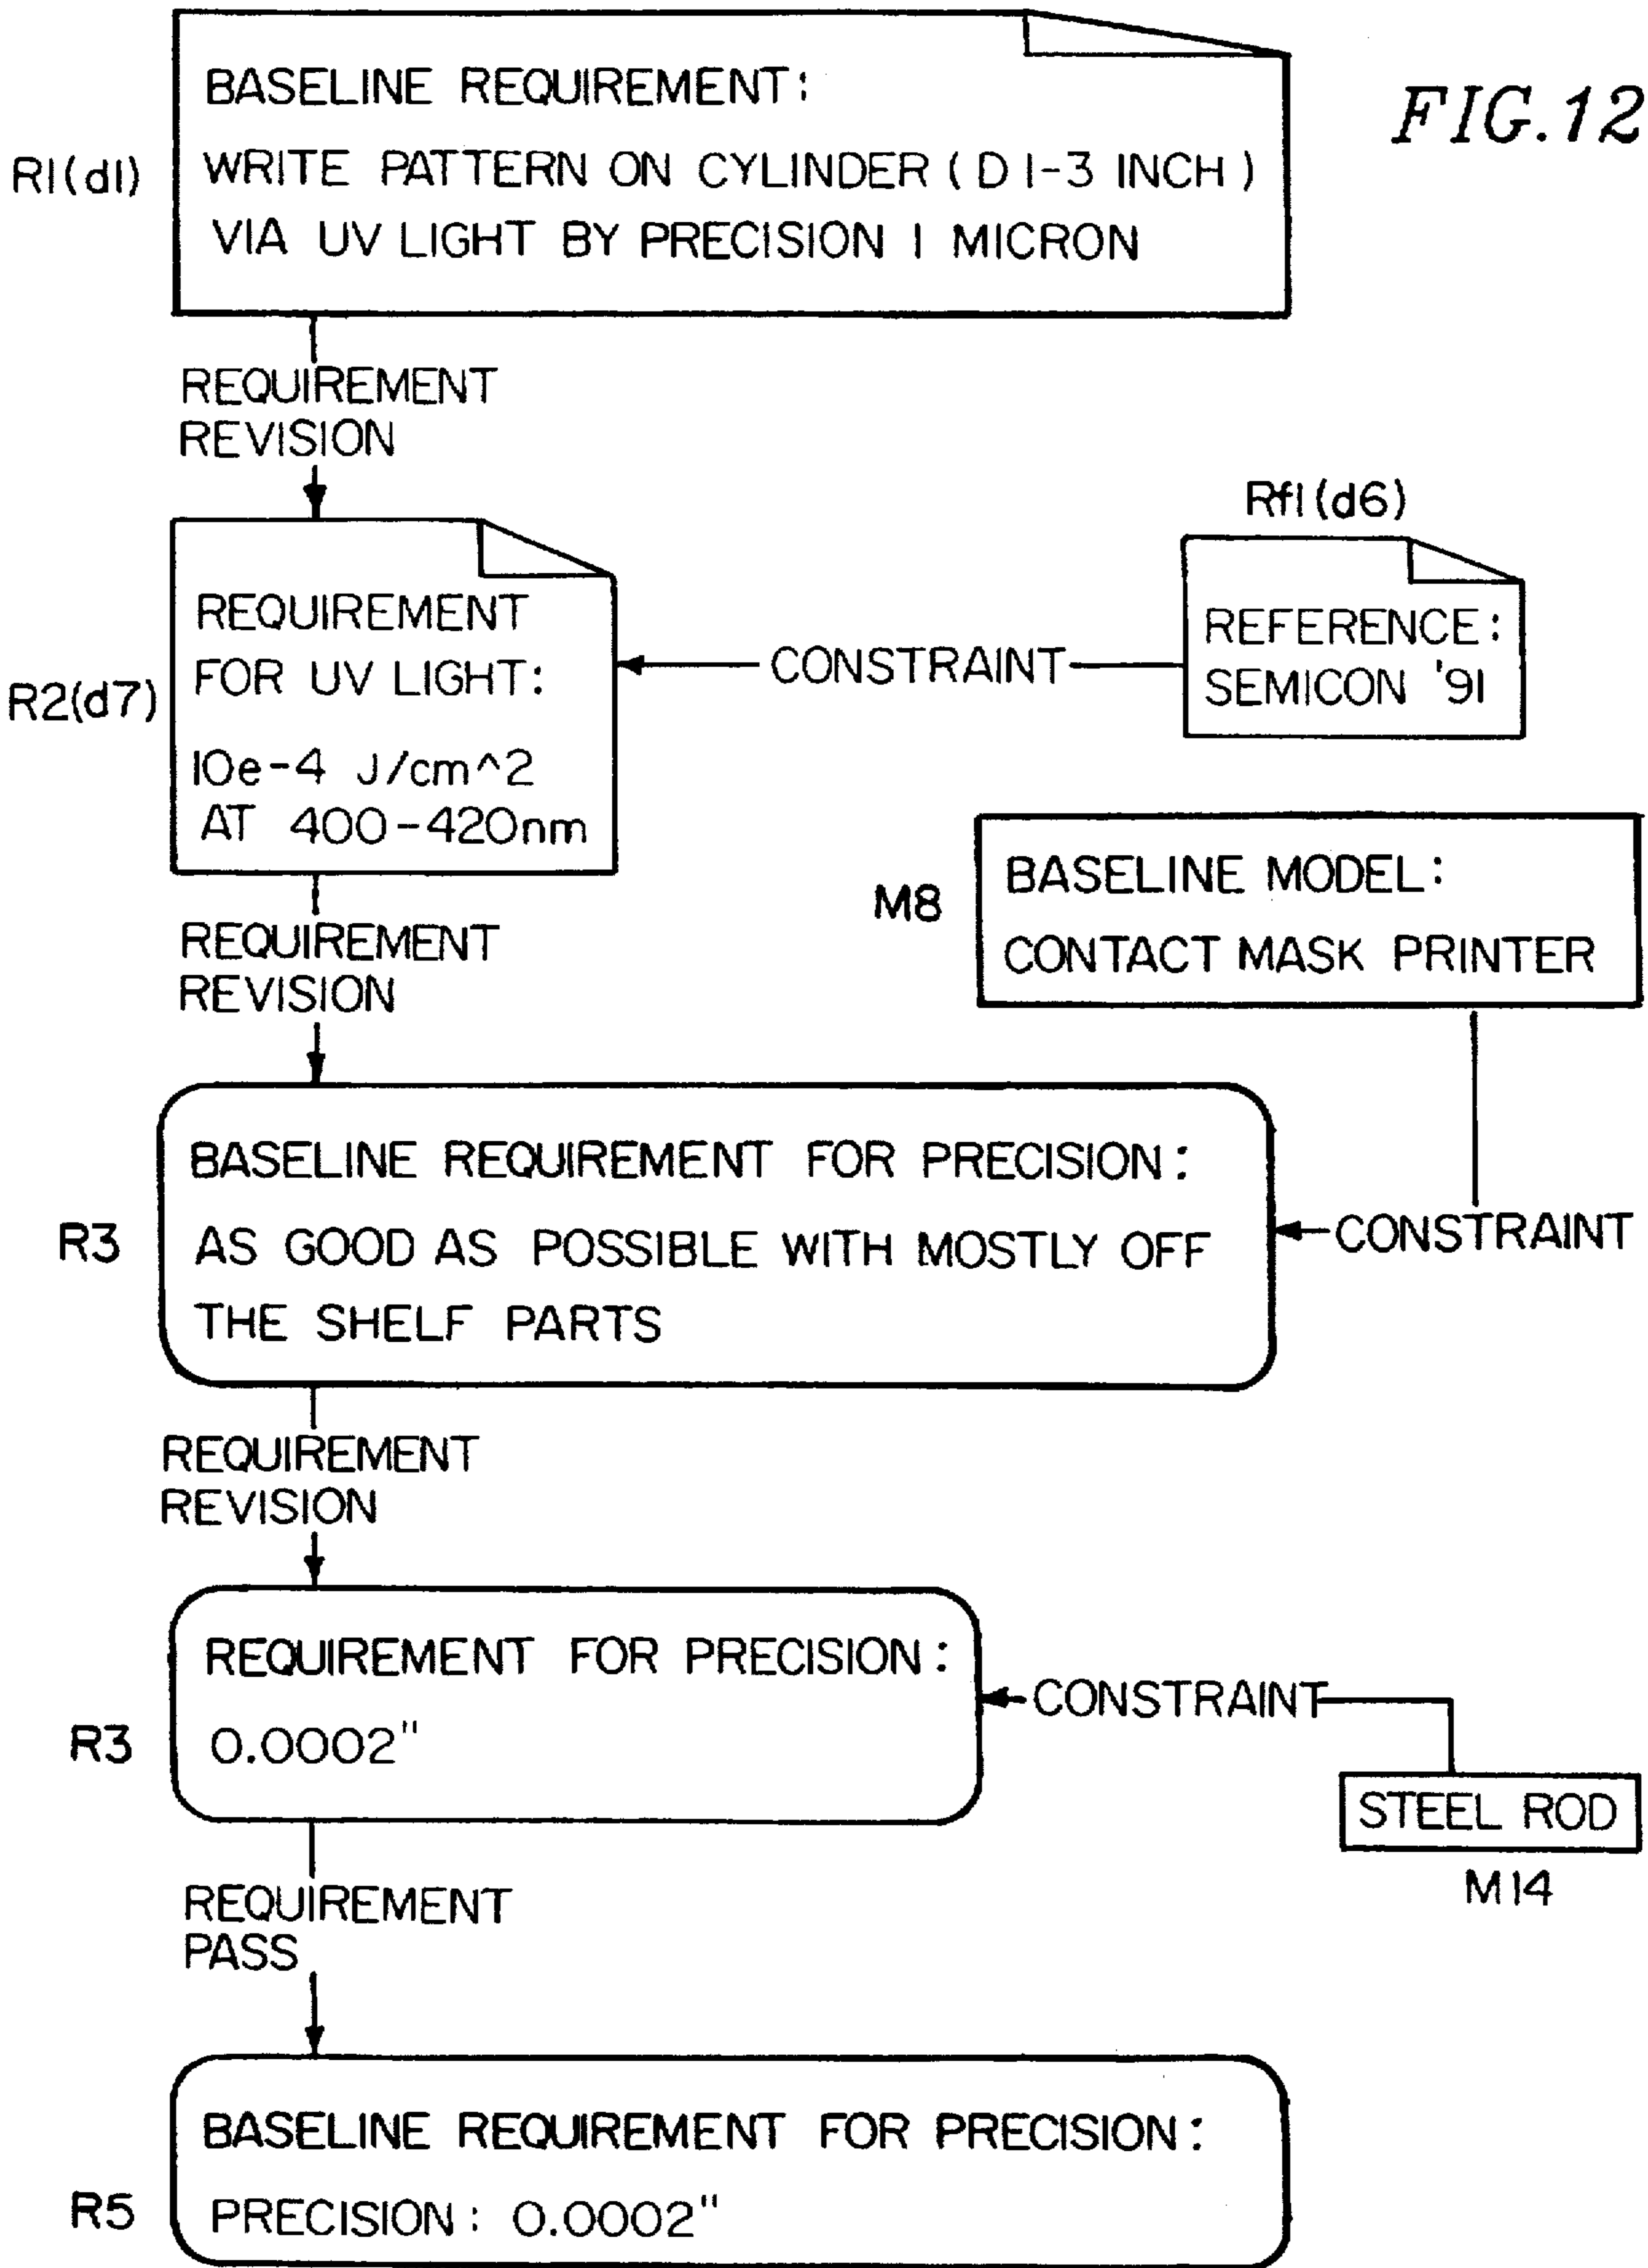 FIG.12
R1(d1)
BASELINE REQUIREMENT:
WRITE PATTERN ON CYLINDER ( D 1-3 INCH )
VIA UV LIGHT BY PRECISION 1 MICRON
REQUIREMENT
REVISION
Rf1(d6)
REFERENCE:
SEMICON '91
CONSTRAINT
R2(d7)
REQUIREMENT
FOR UV LIGHT:
10e-4 J/cm^2
AT 400-420nm
M8
BASELINE MODEL:
CONTACT MASK PRINTER
REQUIREMENT
REVISION
CONSTRAINT
R3
BASELINE REQUIREMENT FOR PRECISION:
AS GOOD AS POSSIBLE WITH MOSTLY OFF
THE SHELF PARTS
REQUIREMENT
REVISION
R3
REQUIREMENT FOR PRECISION:
0.0002"
CONSTRAINT
STEEL ROD
M14
REQUIREMENT
PASS
R5
BASELINE REQUIREMENT FOR PRECISION:
PRECISION: 0.0002"